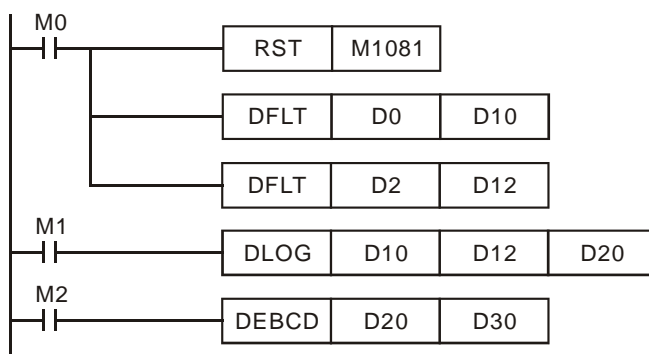 M0
RST M1081
DFLT D0 D10
DFLT D2 D12
M1
DLOG D10 D12 D20
M2
DEBCD D20 D30